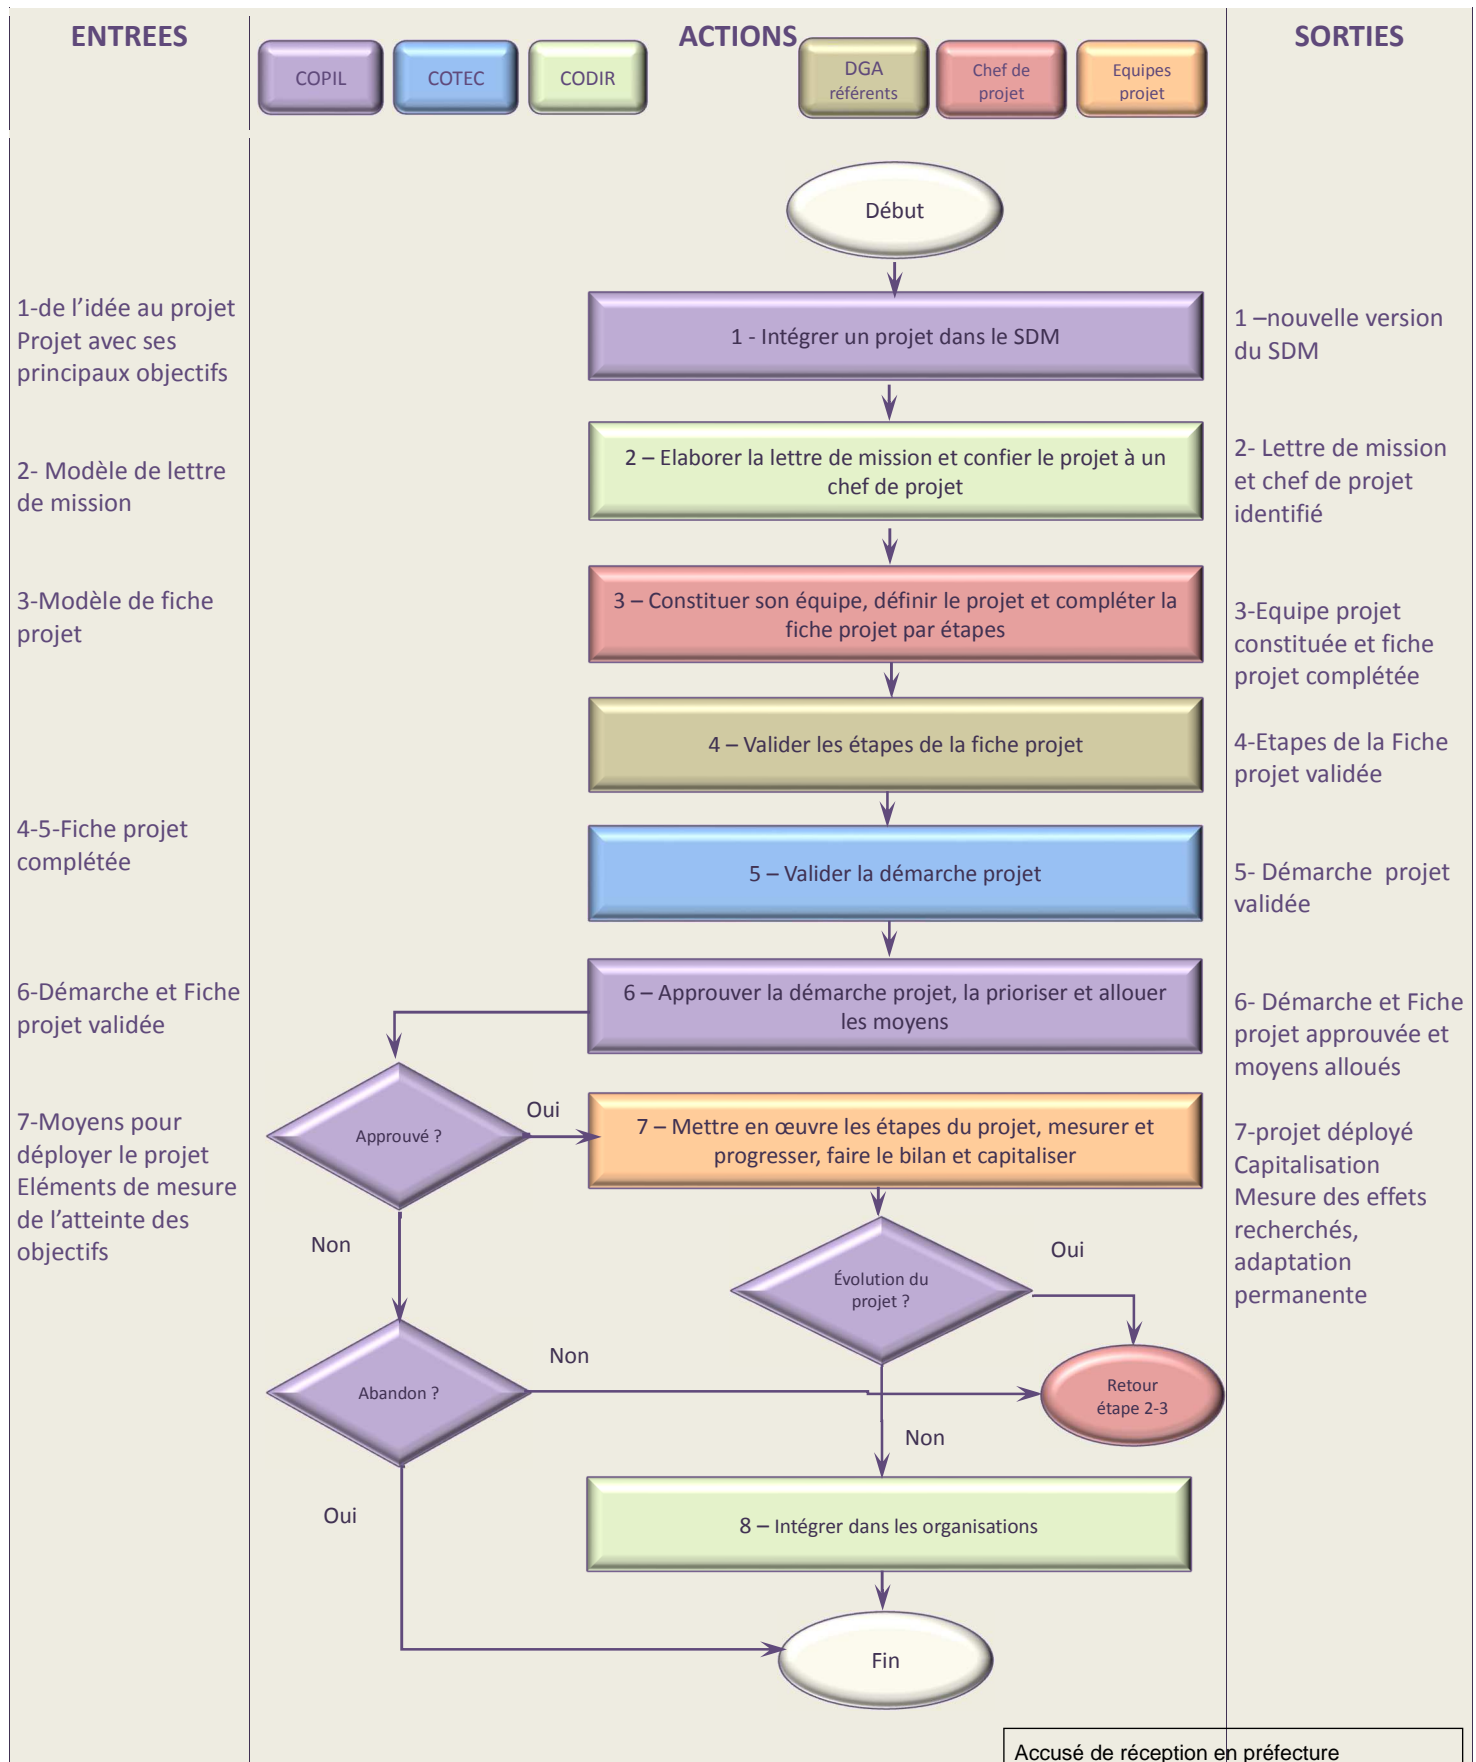 ENTREES
ACTIONS
SORTIES
COPIL
COTEC
CODIR
DGA
référents
Chef de
projet
Equipes
projet
Début
1-de l'idée au projet
Projet avec ses
principaux objectifs
1 - Intégrer un projet dans le SDM
1 –nouvelle version
du SDM
2- Modèle de lettre
de mission
2 – Elaborer la lettre de mission et confier le projet à un
chef de projet
2- Lettre de mission
et chef de projet
identifié
3-Modèle de fiche
projet
3 – Constituer son équipe, définir le projet et compléter la
fiche projet par étapes
3-Equipe projet
constituée et fiche
projet complétée
4 – Valider les étapes de la fiche projet
4-Etapes de la Fiche
projet validée
4-5-Fiche projet
complétée
5 – Valider la démarche projet
5- Démarche projet
validée
6-Démarche et Fiche
projet validée
6 – Approuver la démarche projet, la prioriser et allouer
les moyens
6- Démarche et Fiche
projet approuvée et
moyens alloués
7-Moyens pour
déployer le projet
Eléments de mesure
de l'atteinte des
objectifs
Approuvé ?
Oui
7 – Mettre en œuvre les étapes du projet, mesurer et
progresser, faire le bilan et capitaliser
7-projet déployé
Capitalisation
Mesure des effets
recherchés,
adaptation
permanente
Non
Évolution du
projet ?
Oui
Abandon ?
Non
Retour
étape 2-3
Non
Oui
8 – Intégrer dans les organisations
Fin
Accusé de réception en préfecture